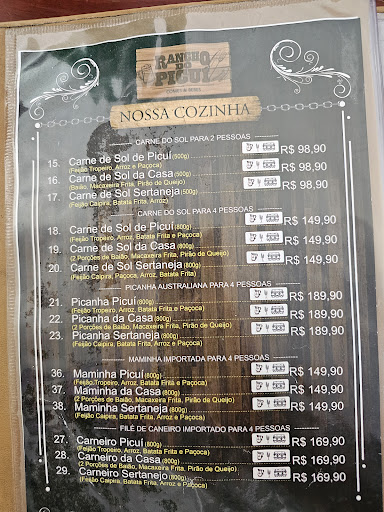 RANCHO DO PICUÍ
NOSSA COZINHA
CARNE DO SOL PARA 2 PESSOAS
15. Carne de Sol de Picuí (500g) R$ 98,90
(Feijão Tropeiro, Arroz e Paçoca)
16. Carne de Sol da Casa (500g) R$ 98,90
(Baião, Macaxeira Frita, Pirão de Queijo)
17. Carne de Sol Sertaneja (500g) R$ 98,90
(Feijão Caipira, Batata Frita, Arroz)
CARNE DO SOL PARA 4 PESSOAS
18. Carne de Sol de Picuí (800g) R$ 149,90
(Feijão Tropeiro, Arroz, Batata Frita e Paçoca)
19. Carne de Sol da Casa (800g) R$ 149,90
(2 Porções de Baião, Macaxeira Frita, Pirão de Queijo)
20. Carne de Sol Sertaneja (800g) R$ 149,90
(Feijão Caipira, Paçoca, Arroz, Batata Frita)
PICANHA AUSTRALIANA PARA 4 PESSOAS
21. Picanha Picuí (800g) R$ 189,90
(Feijão Tropeiro, Arroz, Batata Frita e Paçoca)
22. Picanha da Casa (800g) R$ 189,90
(2 Porções de Baião, Macaxeira Frita, Pirão de Queijo)
23. Picanha Sertaneja (800g) R$ 189,90
(Feijão Caipira, Batata Frita, Arroz e Paçoca)
MAMINHA IMPORTADA PARA 4 PESSOAS
36. Maminha Picuí (800g) R$ 149,90
(Feijão,Tropeiro, Arroz, Batata Frita e Paçoca)
37. Maminha da Casa (800g) R$ 149,90
(2 Porções de Baião, Macaxeira Frita, Pirão de Queijo)
38. Maminha Sertaneja (800g) R$ 149,90
(Feijão Caipira, Batata Frita, Arroz e Paçoca)
FILÉ DE CANEIRO IMPORTADO PARA 4 PESSOAS
27. Carneiro Picuí (800g) R$ 169,90
(Feijão Tropeiro, Arroz, Batata Frita e Paçoca)
28. Carneiro da Casa (800g) R$ 169,90
(2 Porções de Baião, Macaxeira Frita, Pirão de Queijo)
29. Carneiro Sertanejo (800g) R$ 169,90
(Feijão Caipira, Batata Frita, Arroz e Paçoca)